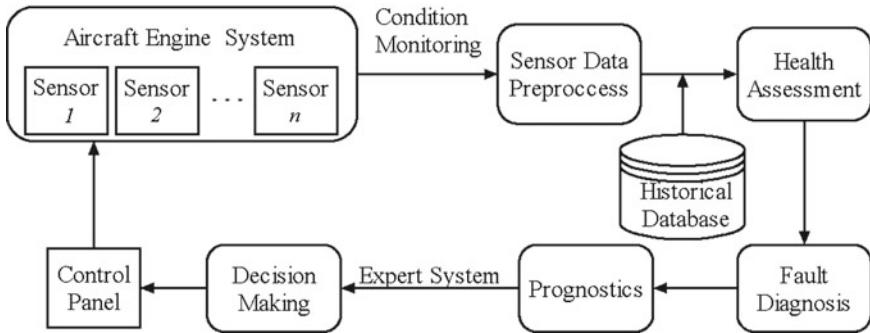 Aircraft Engine System
Sensor
1
Sensor
2
...
Sensor
n
Condition
Monitoring
Sensor Data
Preproccess
Health
Assessment
Historical
Database
Control
Panel
Decision
Making
Expert System
Prognostics
Fault
Diagnosis